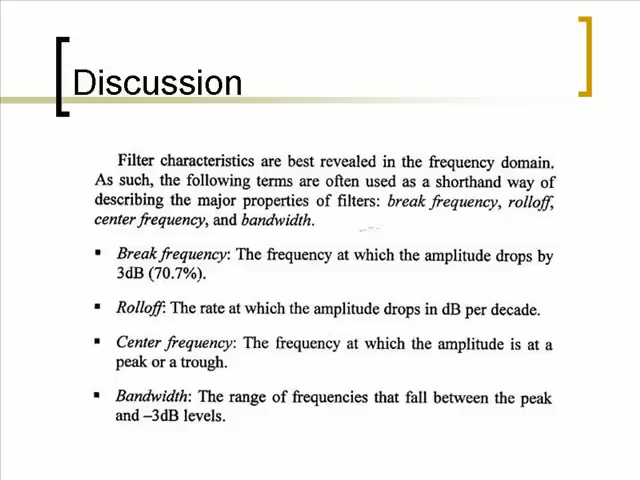 Discussion
Filter characteristics are best revealed in the frequency domain.
As such, the following terms are often used as a shorthand way of
describing the major properties of filters: break frequency, rolloff,
center frequency, and bandwidth.
▪ Break frequency: The frequency at which the amplitude drops by
3dB (70.7%).
▪ Rolloff: The rate at which the amplitude drops in dB per decade.
▪ Center frequency: The frequency at which the amplitude is at a
peak or a trough.
▪ Bandwidth: The range of frequencies that fall between the peak
and –3dB levels.